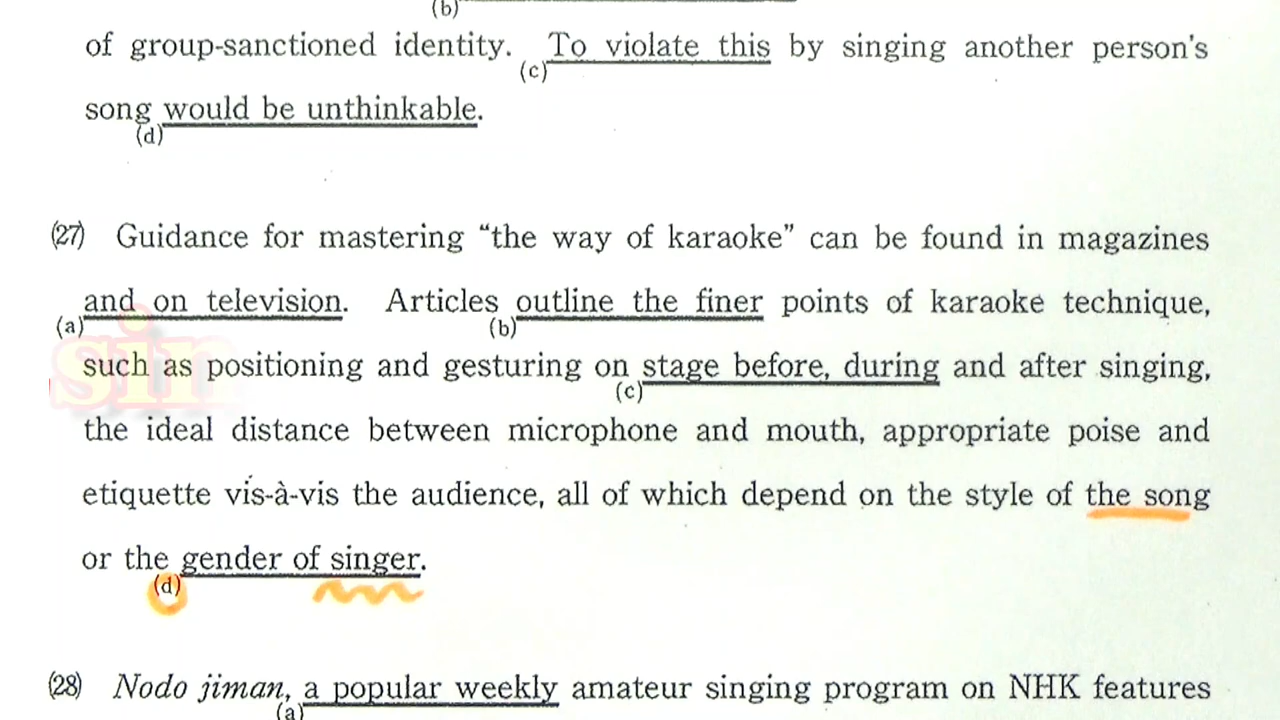 (b)
of group-sanctioned identity. To violate this by singing another person's
(c)
song would be unthinkable.
(d)
(27) Guidance for mastering “the way of karaoke” can be found in magazines
and on television. Articles outline the finer points of karaoke technique,
(a) (b)
sin
such as positioning and gesturing on stage before, during and after singing,
(c)
the ideal distance between microphone and mouth, appropriate poise and
etiquette vís-à-vis the audience, all of which depend on the style of the song
or the gender of singer.
(d)
(28) Nodo jiman, a popular weekly amateur singing program on NHK features
(a)